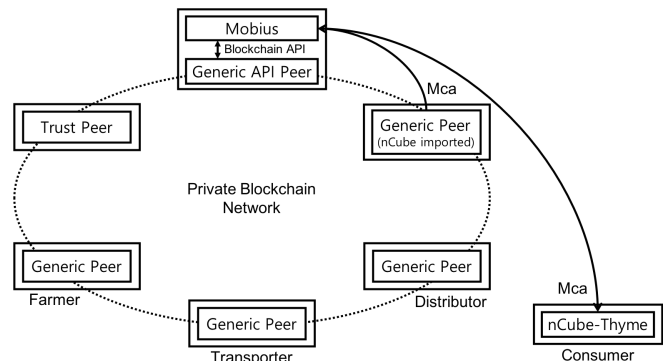 Mobius
Blockchain API
Generic API Peer
Mca
Trust Peer
Generic Peer
(nCube imported)
Private Blockchain
Network
Generic Peer
Farmer
Generic Peer
Distributor
Generic Peer
Transporter
Mca
nCube-Thyme
Consumer